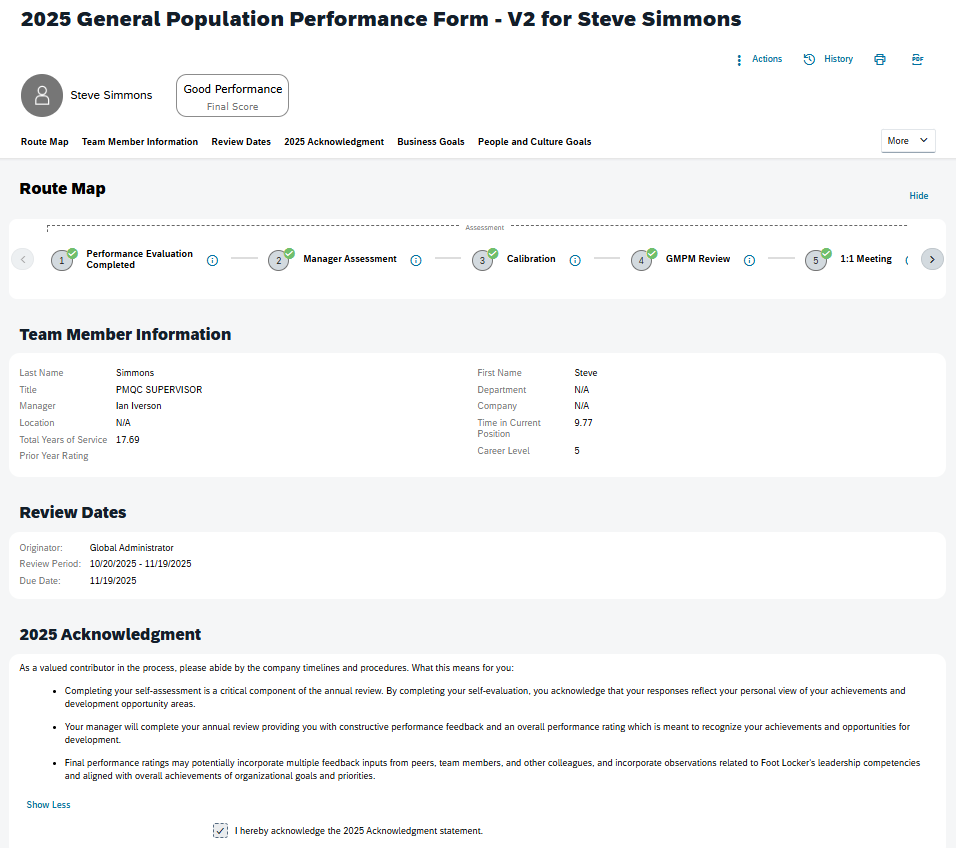 2025 General Population Performance Form - V2 for Steve Simmons
Actions
History
PDF
Steve Simmons
Good Performance
Final Score
Route Map
Team Member Information
Review Dates
2025 Acknowledgment
Business Goals
People and Culture Goals
More
Route Map
Hide
Assessment
1
Performance Evaluation
Completed
2
Manager Assessment
3
Calibration
4
GMPM Review
5
1:1 Meeting
Team Member Information
Last Name Simmons
Title PMQC SUPERVISOR
Manager Ian Iverson
Location N/A
Total Years of Service 17.69
Prior Year Rating
First Name Steve
Department N/A
Company N/A
Time in Current 9.77
Position
Career Level 5
Review Dates
Originator: Global Administrator
Review Period: 10/20/2025 - 11/19/2025
Due Date: 11/19/2025
2025 Acknowledgment
As a valued contributor in the process, please abide by the company timelines and procedures. What this means for you:
• Completing your self-assessment is a critical component of the annual review. By completing your self-evaluation, you acknowledge that your responses reflect your personal view of your achievements and
development opportunity areas.
• Your manager will complete your annual review providing you with constructive performance feedback and an overall performance rating which is meant to recognize your achievements and opportunities for
development.
• Final performance ratings may potentially incorporate multiple feedback inputs from peers, team members, and other colleagues, and incorporate observations related to Foot Locker's leadership competencies
and aligned with overall achievements of organizational goals and priorities.
Show Less
I hereby acknowledge the 2025 Acknowledgment statement.